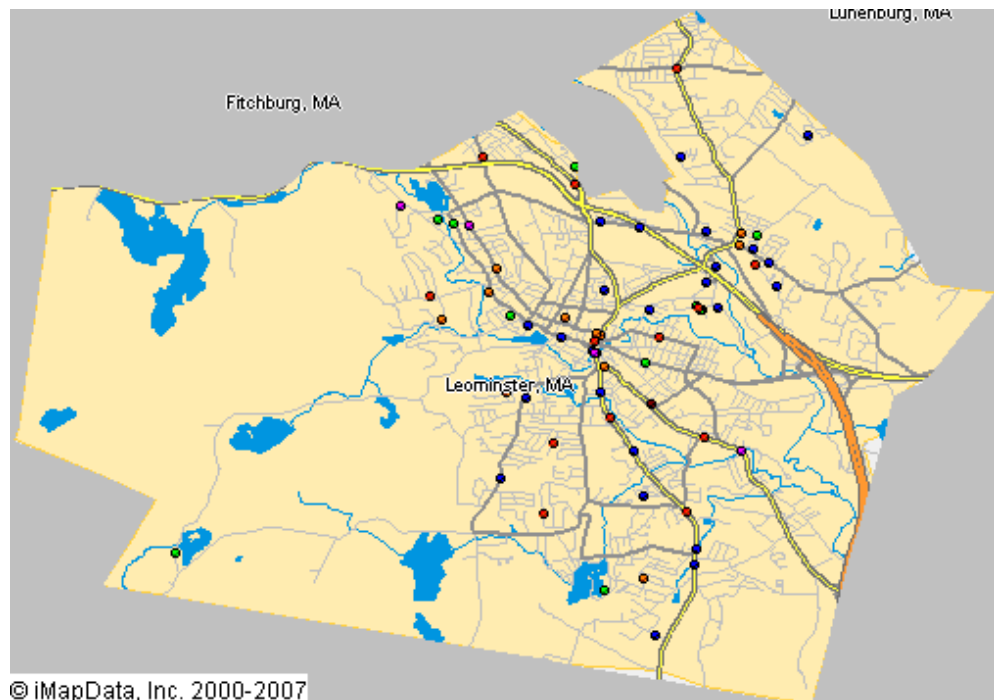 Lunenburg, MA
Fitchburg, MA
Leominster, MA
© iMapData, Inc. 2000-2007